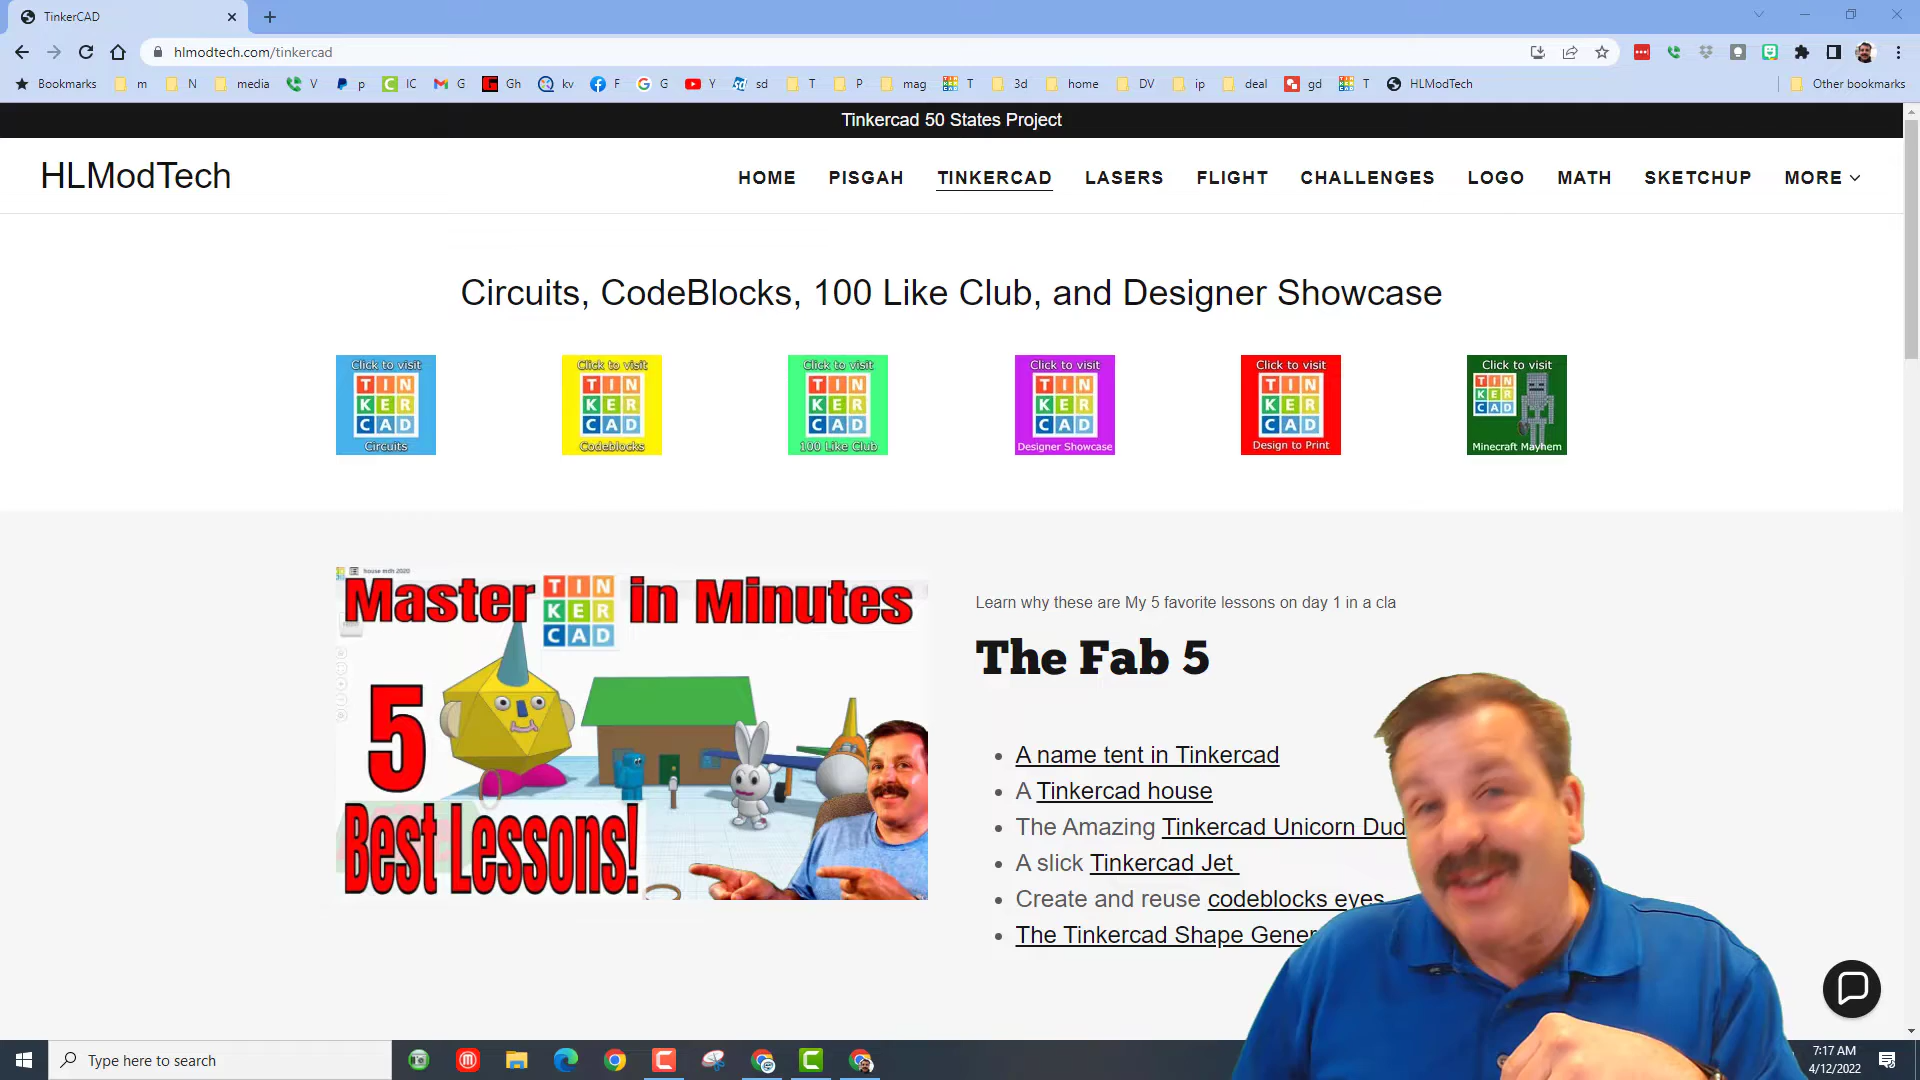 TinkerCAD
hlmodtech.com/tinkercad
Bookmarks m N media V p IC G Gh kv F G Y sd T P mag T 3d home DV ip deal gd T HLModTech Other bookmarks
Tinkercad 50 States Project
HLModTech
HOME PISGAH TINKERCAD LASERS FLIGHT CHALLENGES LOGO MATH SKETCHUP MORE
Circuits, CodeBlocks, 100 Like Club, and Designer Showcase
Click to visit Click to visit Click to visit Click to visit Click to visit Click to visit
TIN TIN TIN TIN TIN TIN
KER KER KER KER KER KER
CAD CAD CAD CAD CAD CAD
Circuits Codeblocks 100 Like Club Designer Showcase Design to Print Minecraft Mayhem
house mdh 2020
Master TIN KER CAD in Minutes
5
Best Lessons!
Learn why these are My 5 favorite lessons on day 1 in a cla
The Fab 5
A name tent in Tinkercad
A Tinkercad house
The Amazing Tinkercad Unicorn Dud
A slick Tinkercad Jet
Create and reuse codeblocks eyes
The Tinkercad Shape Gener
Type here to search
7:17 AM
4/12/2022